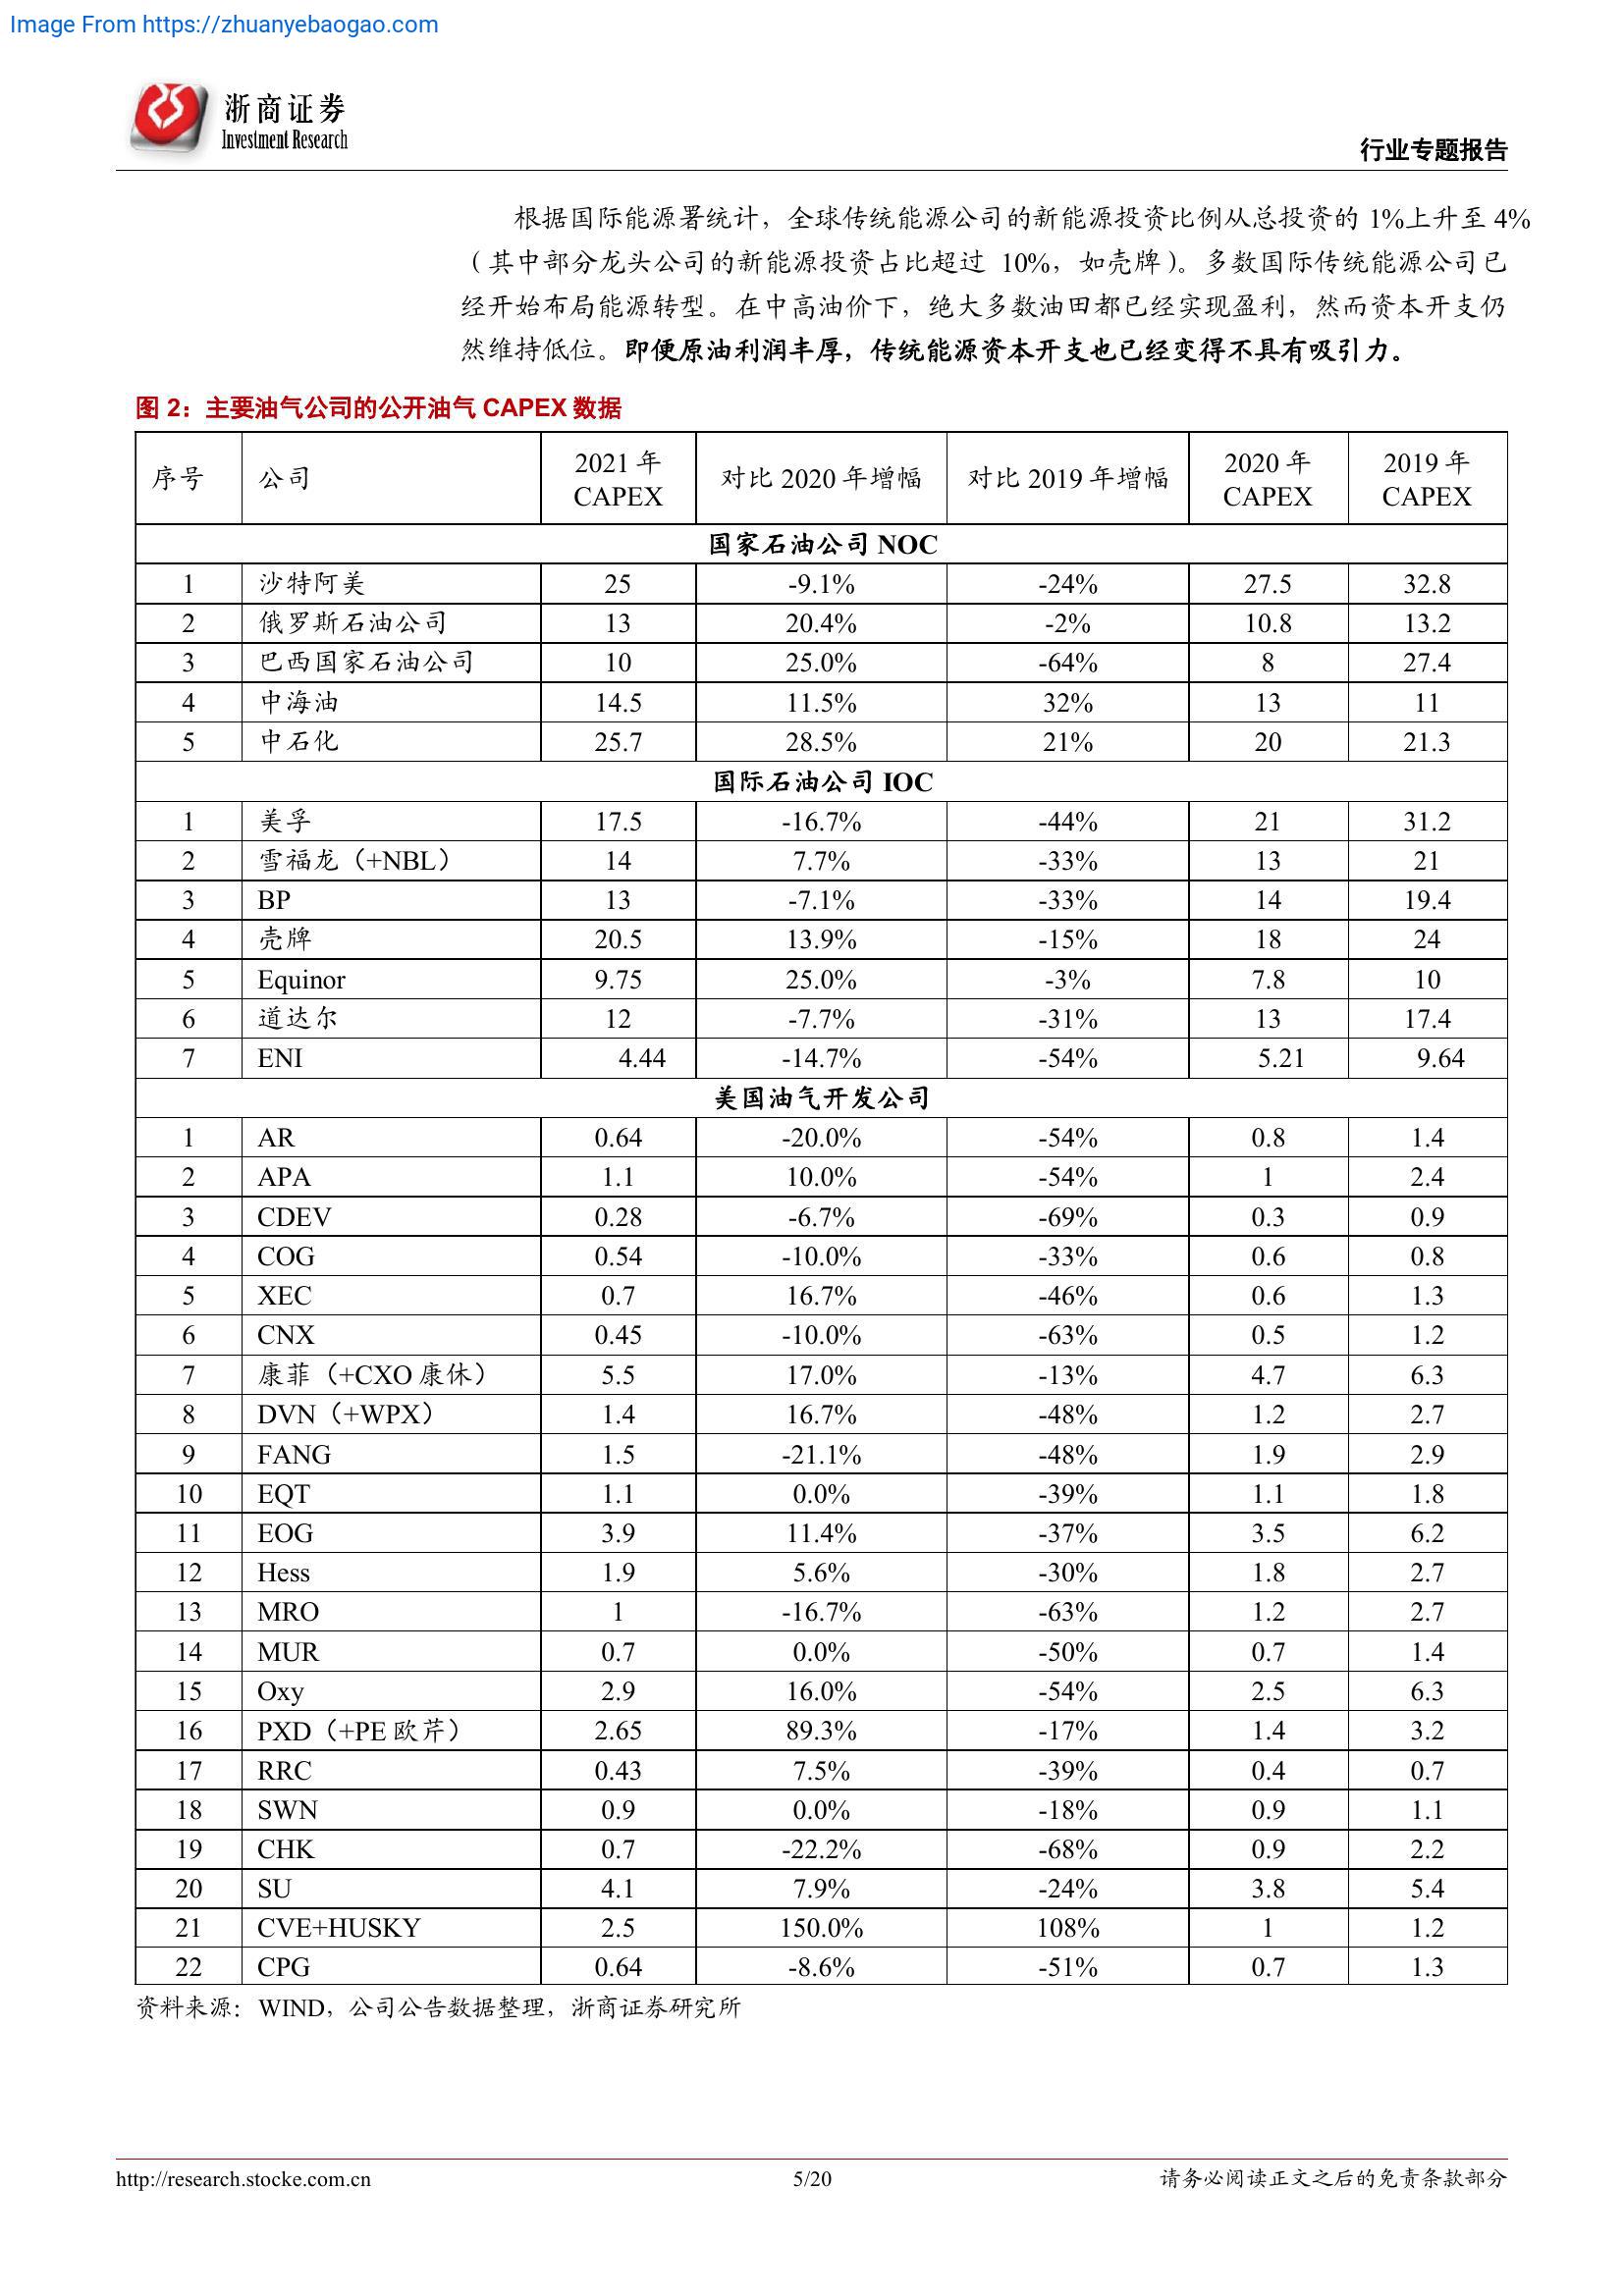 Image From https://zhuanyebaogao.com
浙商证券
Investment Research
行业专题报告
根据国际能源署统计，全球传统能源公司的新能源投资比例从总投资的 1%上升至 4%
（其中部分龙头公司的新能源投资占比超过 10%，如壳牌）。多数国际传统能源公司已
经开始布局能源转型。在中高油价下，绝大多数油田都已经实现盈利，然而资本开支仍
然维持低位。即便原油利润丰厚，传统能源资本开支也已经变得不具有吸引力。
图 2：主要油气公司的公开油气 CAPEX 数据
序号 公司 2021 年 CAPEX 对比 2020 年增幅 对比 2019 年增幅 2020 年 CAPEX 2019 年 CAPEX
国家石油公司 NOC
1 沙特阿美 25 -9.1% -24% 27.5 32.8
2 俄罗斯石油公司 13 20.4% -2% 10.8 13.2
3 巴西国家石油公司 10 25.0% -64% 8 27.4
4 中海油 14.5 11.5% 32% 13 11
5 中石化 25.7 28.5% 21% 20 21.3
国际石油公司 IOC
1 美孚 17.5 -16.7% -44% 21 31.2
2 雪福龙（+NBL） 14 7.7% -33% 13 21
3 BP 13 -7.1% -33% 14 19.4
4 壳牌 20.5 13.9% -15% 18 24
5 Equinor 9.75 25.0% -3% 7.8 10
6 道达尔 12 -7.7% -31% 13 17.4
7 ENI 4.44 -14.7% -54% 5.21 9.64
美国油气开发公司
1 AR 0.64 -20.0% -54% 0.8 1.4
2 APA 1.1 10.0% -54% 1 2.4
3 CDEV 0.28 -6.7% -69% 0.3 0.9
4 COG 0.54 -10.0% -33% 0.6 0.8
5 XEC 0.7 16.7% -46% 0.6 1.3
6 CNX 0.45 -10.0% -63% 0.5 1.2
7 康菲（+CXO 康休） 5.5 17.0% -13% 4.7 6.3
8 DVN（+WPX） 1.4 16.7% -48% 1.2 2.7
9 FANG 1.5 -21.1% -48% 1.9 2.9
10 EQT 1.1 0.0% -39% 1.1 1.8
11 EOG 3.9 11.4% -37% 3.5 6.2
12 Hess 1.9 5.6% -30% 1.8 2.7
13 MRO 1 -16.7% -63% 1.2 2.7
14 MUR 0.7 0.0% -50% 0.7 1.4
15 Oxy 2.9 16.0% -54% 2.5 6.3
16 PXD（+PE 欧芹） 2.65 89.3% -17% 1.4 3.2
17 RRC 0.43 7.5% -39% 0.4 0.7
18 SWN 0.9 0.0% -18% 0.9 1.1
19 CHK 0.7 -22.2% -68% 0.9 2.2
20 SU 4.1 7.9% -24% 3.8 5.4
21 CVE+HUSKY 2.5 150.0% 108% 1 1.2
22 CPG 0.64 -8.6% -51% 0.7 1.3
资料来源：WIND，公司公告数据整理，浙商证券研究所
http://research.stocke.com.cn 5/20 请务必阅读正文之后的免责条款部分